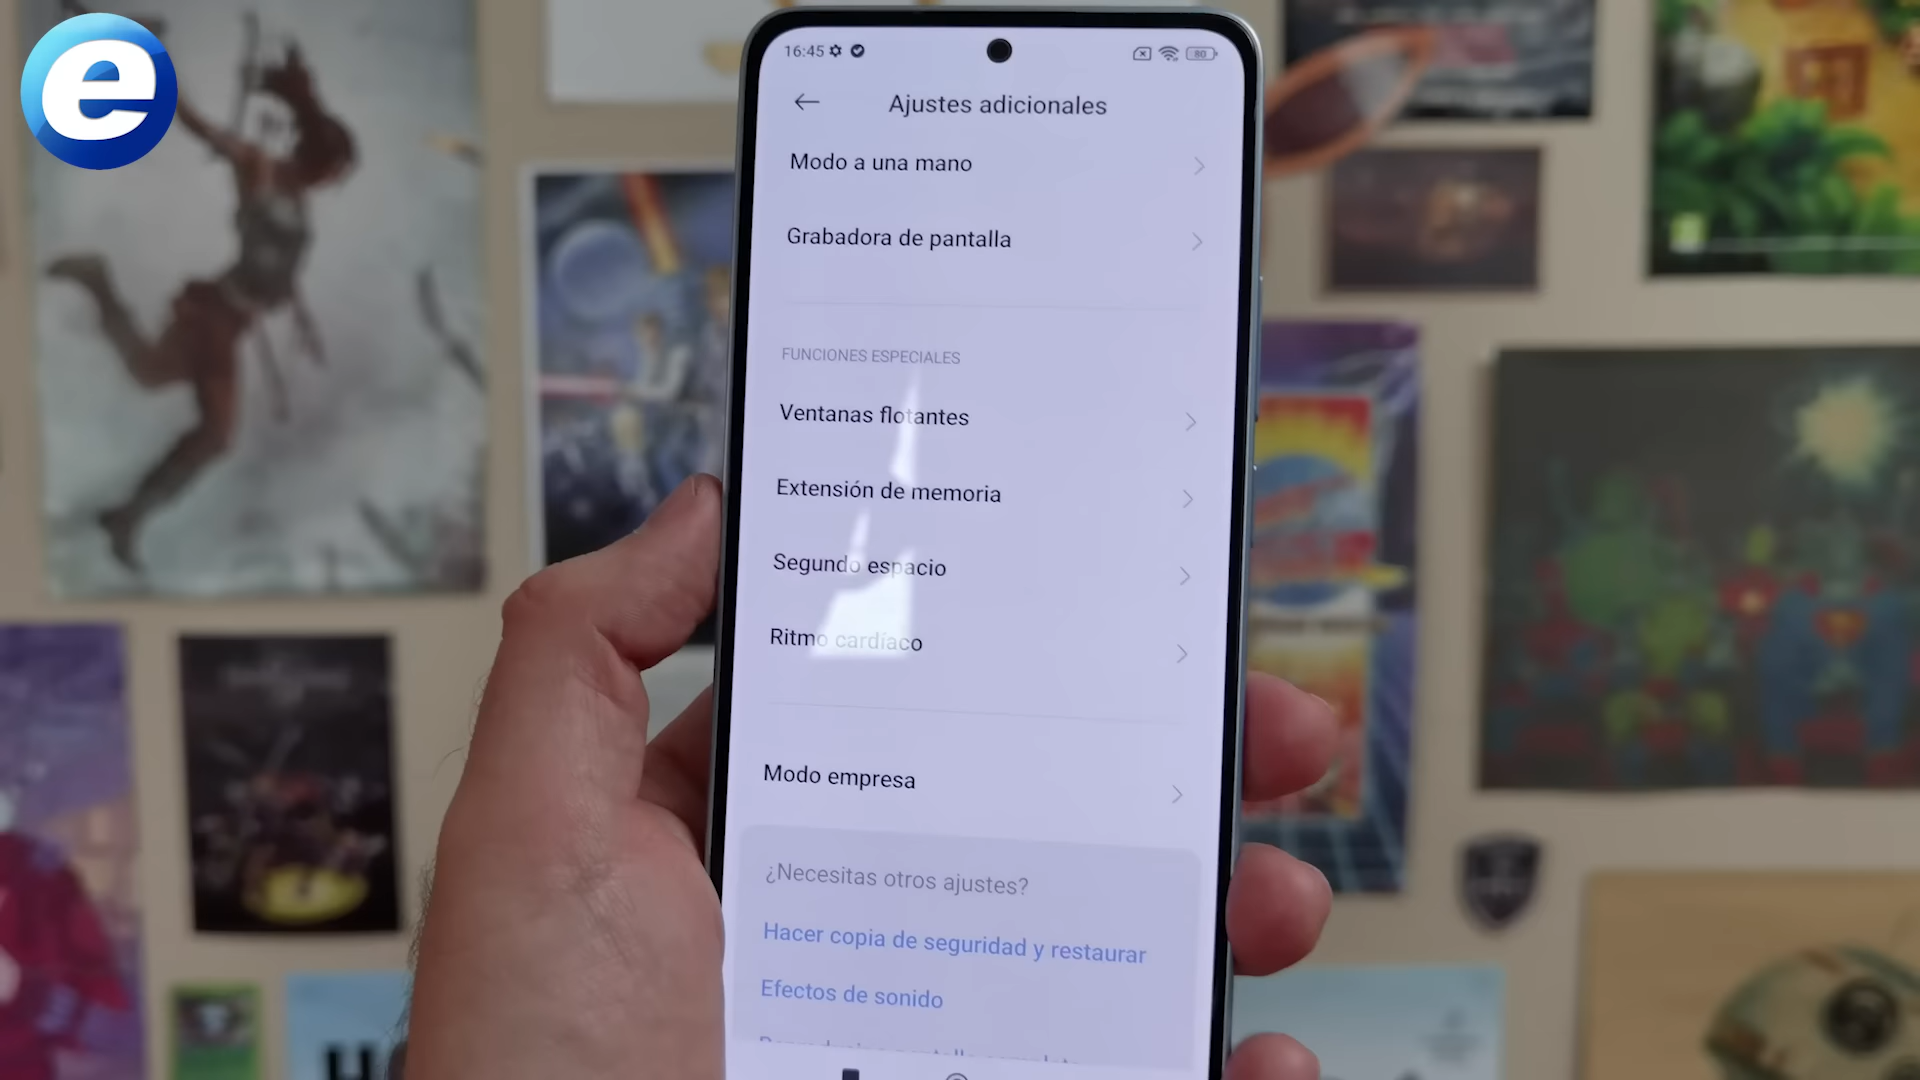 e
16:45
80
Ajustes adicionales
Modo a una mano
Grabadora de pantalla
FUNCIONES ESPECIALES
Ventanas flotantes
Extensión de memoria
Segundo espacio
Ritmo cardíaco
Modo empresa
¿Necesitas otros ajustes?
Hacer copia de seguridad y restaurar
Efectos de sonido
H